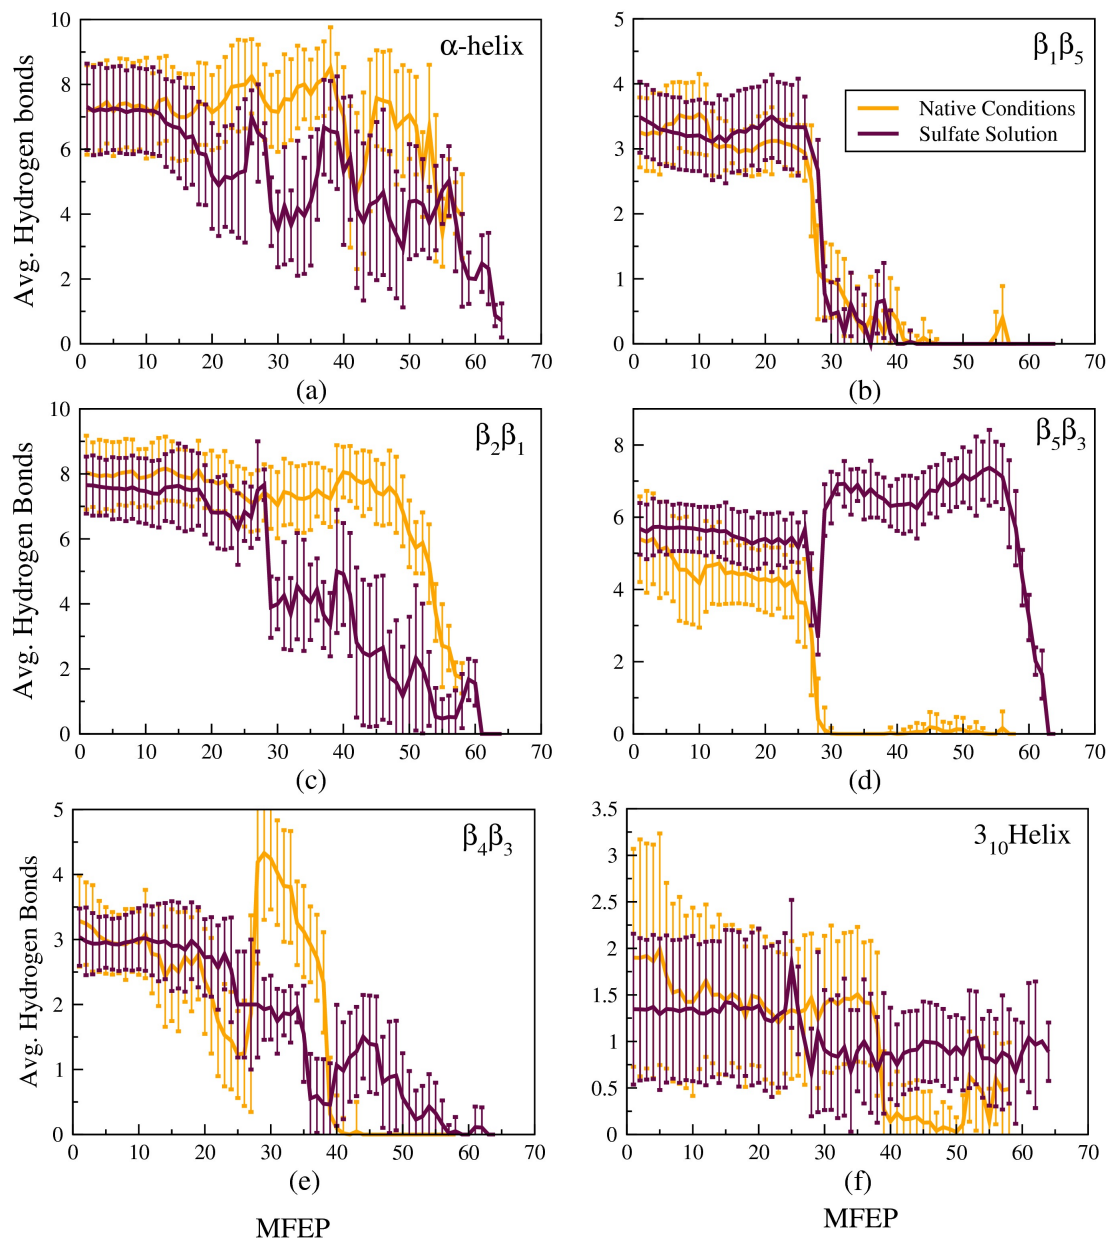 10
8
6
4
2
0
Avg. Hydrogen bonds
α-helix
0 10 20 30 40 50 60 70
(a)
5
4
3
2
1
0
β1β5
Native Conditions
Sulfate Solution
0 10 20 30 40 50 60 70
(b)
10
8
6
4
2
0
Avg. Hydrogen Bonds
β2β1
0 10 20 30 40 50 60 70
(c)
8
6
4
2
0
β5β3
0 10 20 30 40 50 60 70
(d)
5
4
3
2
1
0
Avg. Hydrogen Bonds
β4β3
0 10 20 30 40 50 60 70
(e)
MFEP
3.5
3
2.5
2
1.5
1
0.5
0
310Helix
0 10 20 30 40 50 60 70
(f)
MFEP